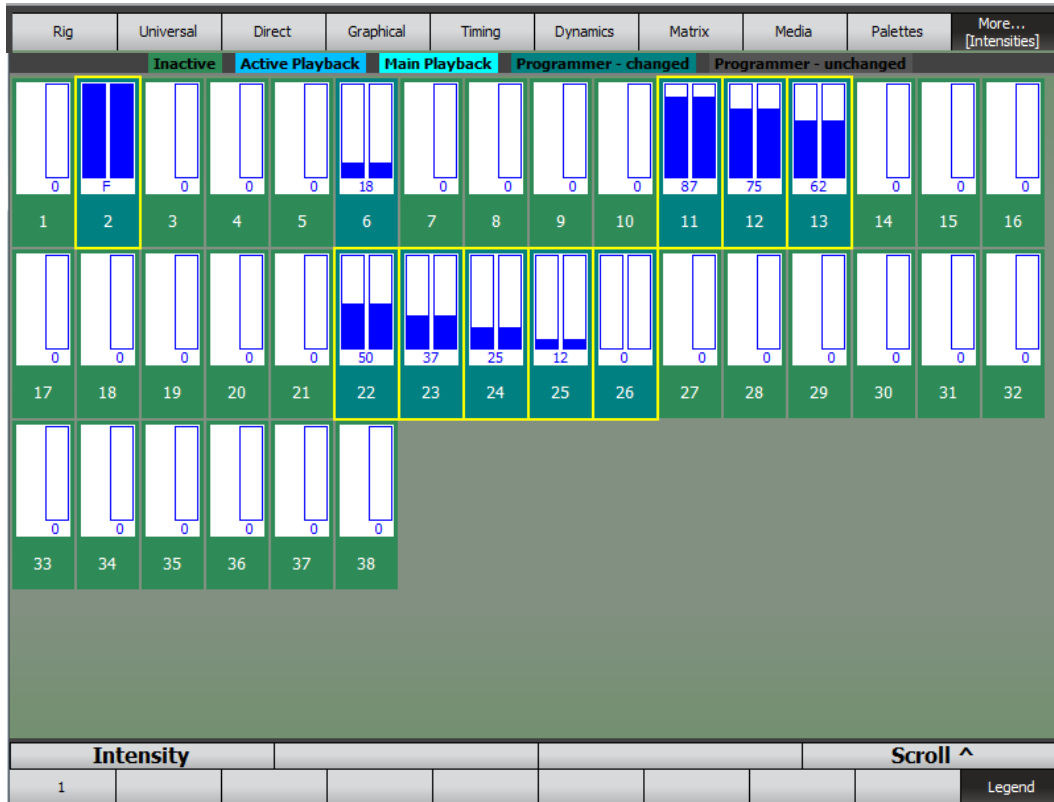 Rig Universal Direct Graphical Timing Dynamics Matrix Media Palettes More... [Intensities]
Inactive Active Playback Main Playback Programmer - changed Programmer - unchanged
0 F 0 0 0 18 0 0 0 0 87 75 62 0 0 0
1 2 3 4 5 6 7 8 9 10 11 12 13 14 15 16
0 0 0 0 0 50 37 25 12 0 0 0 0 0 0 0
17 18 19 20 21 22 23 24 25 26 27 28 29 30 31 32
0 0 0 0 0 0
33 34 35 36 37 38
Intensity Scroll ^
1 Legend